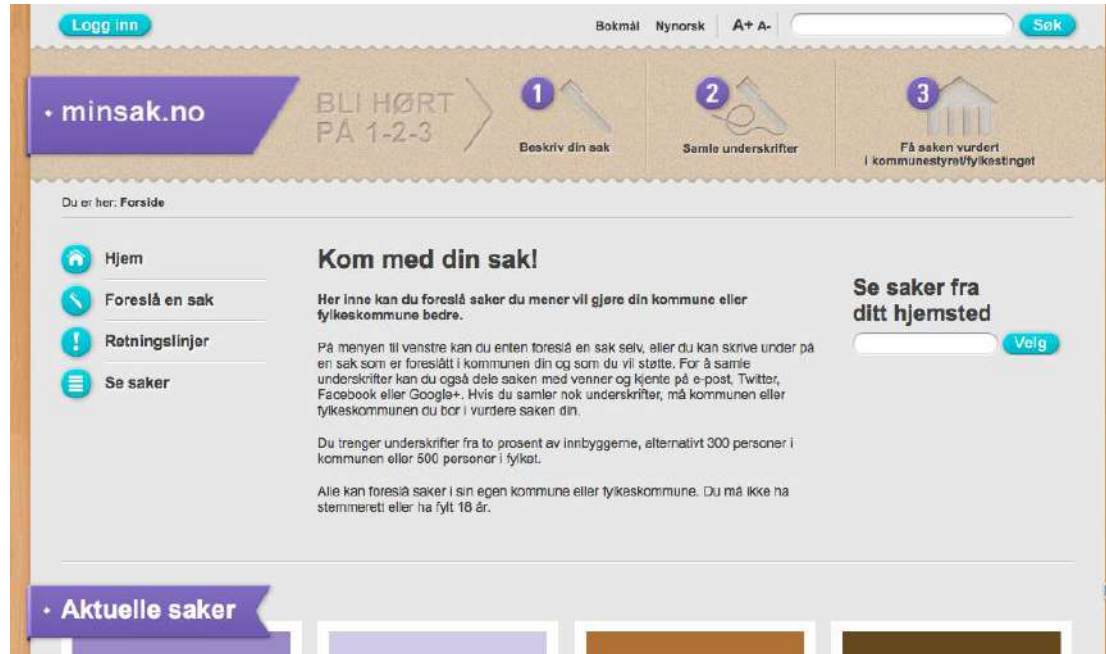 Logg inn
Bokmål Nynorsk A+ A- Søk
minsak.no
BLI HØRT
PÅ 1-2-3
1
Beskriv din sak
2
Samle underskrifter
3
Få saken vurdert
i kommunestyret/fylkestinget
Du er her: Forside
Hjem
Foreslå en sak
Retningslinjer
Se saker
Kom med din sak!
Her inne kan du foreslå saker du mener vil gjøre din kommune eller
fylkeskommune bedre.
På menyen til venstre kan du enten foreslå en sak selv, eller du kan skrive under på
en sak som er foreslått i kommunen din og som du vil støtte. For å samle
underskrifter kan du også dele saken med venner og kjente på e-post, Twitter,
Facebook eller Google+. Hvis du samler nok underskrifter, må kommunen eller
fylkeskommunen du bor i vurdere saken din.
Du trenger underskrifter fra to prosent av innbyggerne, alternativt 300 personer i
kommunen eller 500 personer i fylket.
Alle kan foreslå saker i sin egen kommune eller fylkeskommune. Du må ikke ha
stemmerett eller ha fylt 18 år.
Se saker fra
ditt hjemsted
Velg
Aktuelle saker